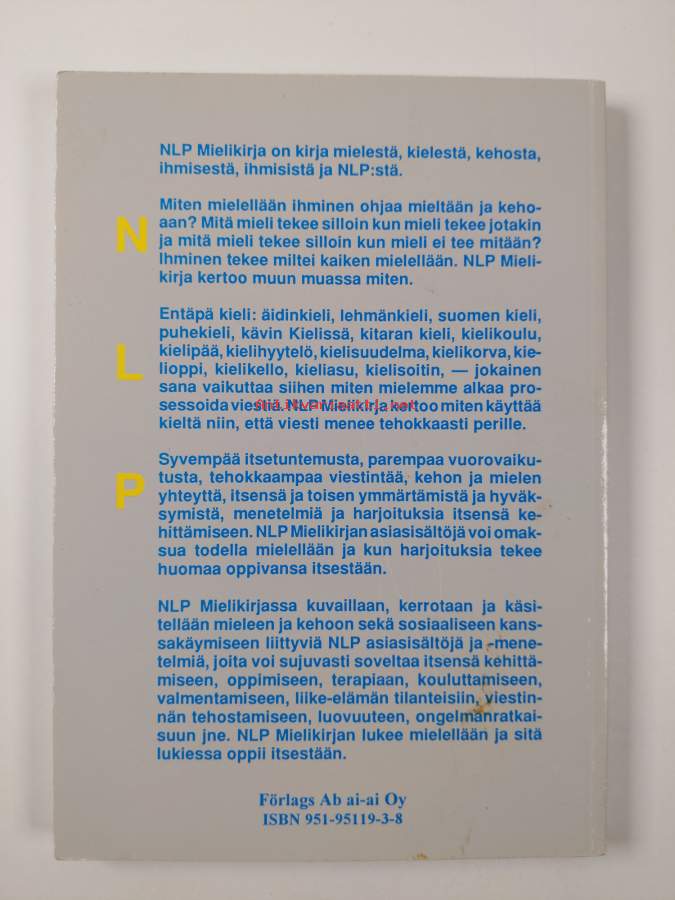 NLP Mielikirja on kirja mielestä, kielestä, kehosta,
ihmisestä, ihmisistä ja NLP:stä.
N
Miten mielellään ihminen ohjaa mieltään ja keho-
aan? Mitä mieli tekee silloin kun mieli tekee jotakin
ja mitä mieli tekee silloin kun mieli ei tee mitään?
Ihminen tekee miltei kaiken mielellään. NLP Mieli-
kirja kertoo muun muassa miten.
L
Entäpä kieli: äidinkieli, lehmänkieli, suomen kieli,
puhekieli, kävin Kielissä, kitaran kieli, kielikoulu,
kielipää, kielihyytelö, kielisuudelma, kielikorva, kie-
lioppi, kielikello, kieliasu, kielisoitin, — jokainen
sana vaikuttaa siihen miten mielemme alkaa pro-
sessoida viestiä. NLP Mielikirja kertoo miten käyttää
kieltä niin, että viesti menee tehokkaasti perille.
P
Syvempää itsetuntemusta, parempaa vuorovaiku-
tusta, tehokkaampaa viestintää, kehon ja mielen
yhteyttä, itsensä ja toisen ymmärtämistä ja hyväk-
symistä, menetelmiä ja harjoituksia itsensä ke-
hittämiseen. NLP Mielikirjan asiasisältöjä voi omak-
sua todella mielellään ja kun harjoituksia tekee
huomaa oppivansa itsestään.
NLP Mielikirjassa kuvaillaan, kerrotaan ja käsi-
tellään mieleen ja kehoon sekä sosiaaliseen kans-
sakäymiseen liittyviä NLP asiasisältöjä ja -mene-
telmiä, joita voi sujuvasti soveltaa itsensä kehittä-
miseen, oppimiseen, terapiaan, kouluttamiseen,
valmentamiseen, liike-elämän tilanteisiin, viestin-
nän tehostamiseen, luovuuteen, ongelmanratkai-
suun jne. NLP Mielikirjan lukee mielellään ja sitä
lukiessa oppii itsestään.
Förlags Ab ai-ai Oy
ISBN 951-95119-3-8